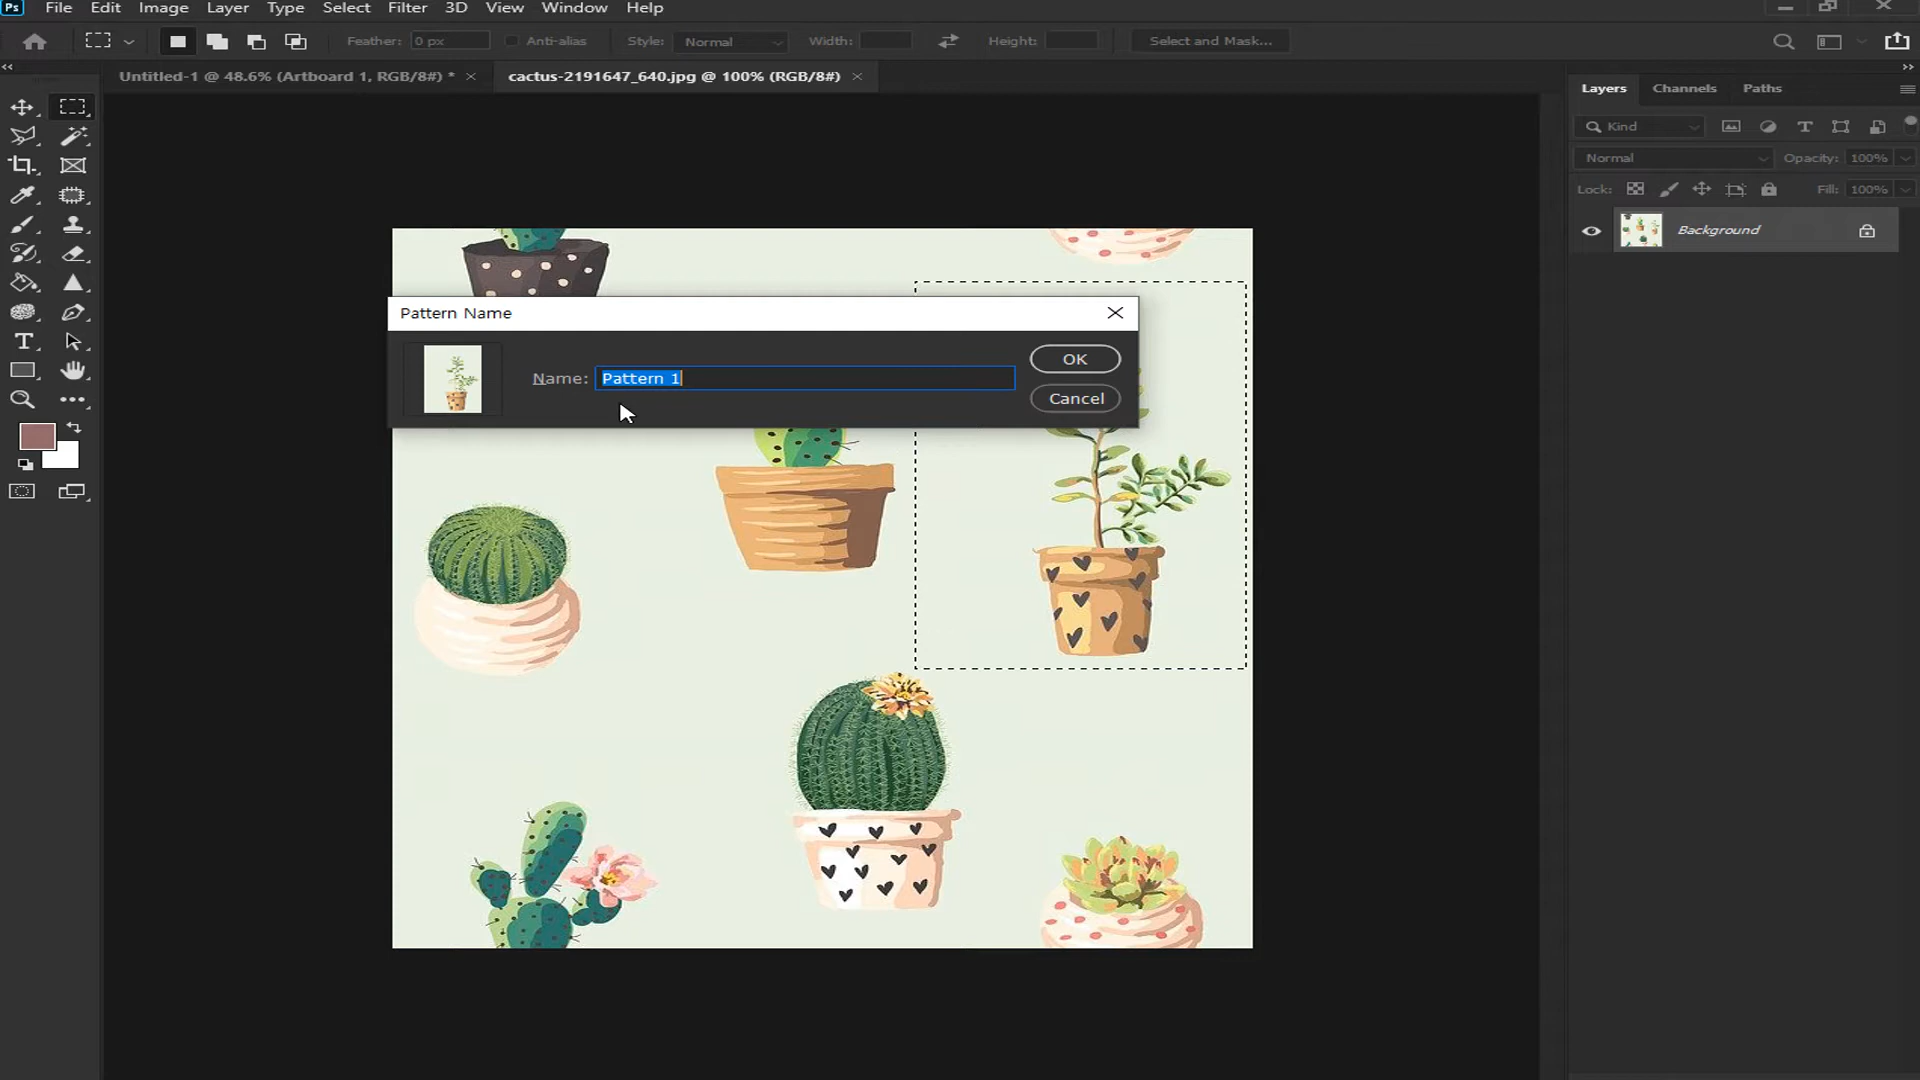 Ps File Edit Image Layer Type Select Filter 3D View Window Help
Feather: 0 px Anti-alias Style: Normal Width: Height: Select and Mask...
Untitled-1 @ 48.6% (Artboard 1, RGB/8#) * × cactus-2191647_640.jpg @ 100% (RGB/8#) ×
Layers Channels Paths
Kind
Normal Opacity: 100%
Lock: Fill: 100%
Background
Pattern Name
Name: Pattern 1
OK
Cancel